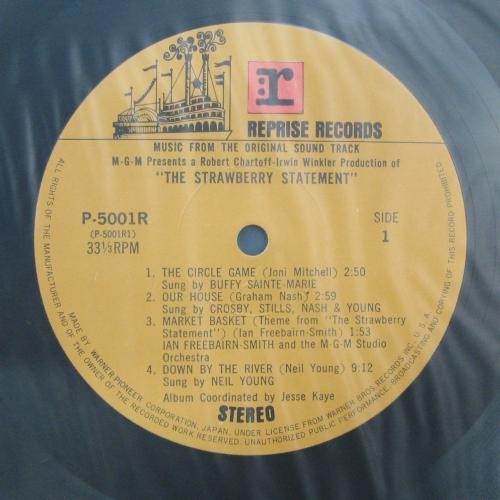 r
REPRISE RECORDS
MUSIC FROM THE ORIGINAL SOUND TRACK
M-G-M Presents a Robert Chartoff-Irwin Winkler Production of
"THE STRAWBERRY STATEMENT"
P-5001R
(P-5001R1)
33⅓RPM
SIDE
1
1. THE CIRCLE GAME (Joni Mitchell) 2:50
Sung by BUFFY SAINTE-MARIE
2. OUR HOUSE (Graham Nash) 2:59
Sung by CROSBY, STILLS, NASH & YOUNG
3. MARKET BASKET (Theme from "The Strawberry
Statement") (Ian Freebairn-Smith) 1:53
IAN FREEBAIRN-SMITH and the M-G-M Studio
Orchestra
4. DOWN BY THE RIVER (Neil Young) 9:12
Sung by NEIL YOUNG
Album Coordinated by Jesse Kaye
STEREO
MADE BY WARNER-PIONEER CORPORATION, JAPAN, UNDER LICENSE FROM WARNER BROS. RECORDS INC., U.S.A.
ALL RIGHTS OF THE MANUFACTURER AND OF THE OWNER OF THE RECORDED WORK RESERVED. UNAUTHORIZED PUBLIC PERFORMANCE, BROADCASTING AND COPYING OF THIS RECORD PROHIBITED.